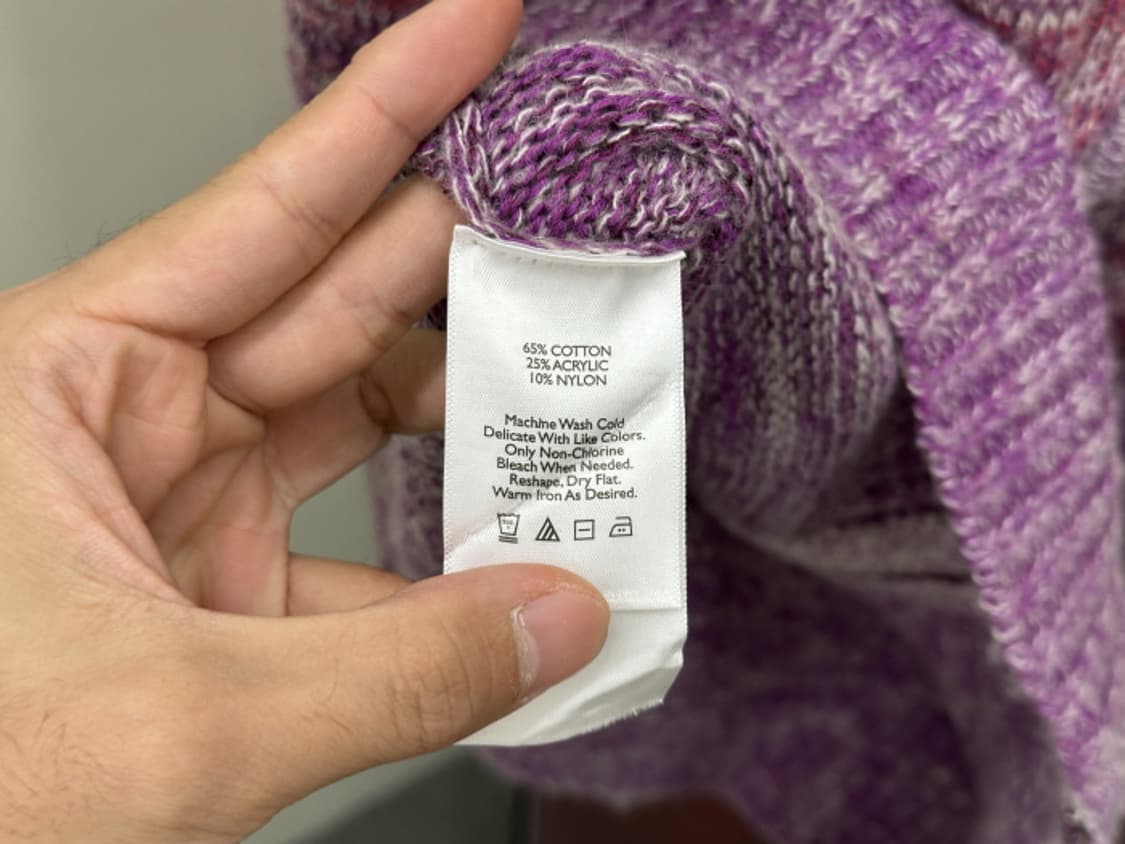 65% COTTON
25% ACRYLIC
10% NYLON
Machine Wash Cold
Delicate With Like Colors.
Only Non-Chlorine
Bleach When Needed.
Reshape, Dry Flat.
Warm Iron As Desired.